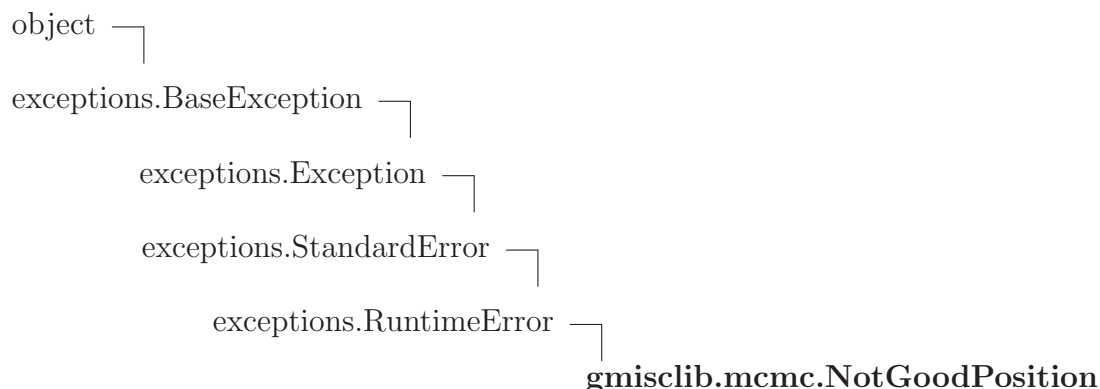 object
exceptions.BaseException
exceptions.Exception
exceptions.StandardError
exceptions.RuntimeError
gmisclib.mcmc.NotGoodPosition